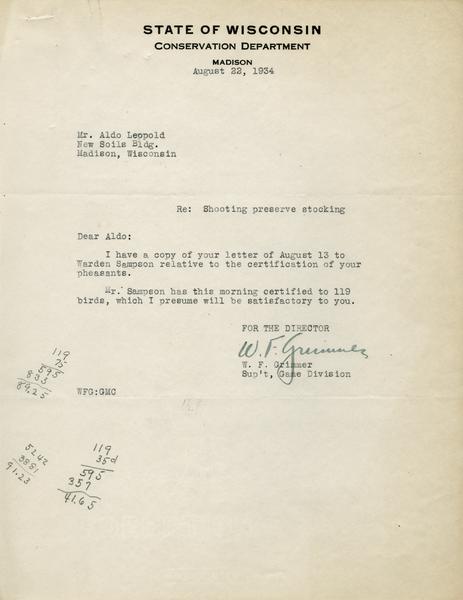 STATE OF WISCONSIN
CONSERVATION DEPARTMENT
MADISON
August 22, 1934
Mr. Aldo Leopold
New Soils Bldg.
Madison, Wisconsin
Re: Shooting preserve stocking
Dear Aldo:
I have a copy of your letter of August 13 to
Warden Sampson relative to the certification of your
pheasants.
Mr. Sampson has this morning certified to 119
birds, which I presume will be satisfactory to you.
FOR THE DIRECTOR
W. F. Grimmer
W. F. Grimmer
Sup't, Game Division
WFG:GMC
119
75
595
833
89.25
5242
3881
91.23
119
35¢
595
357
41.65